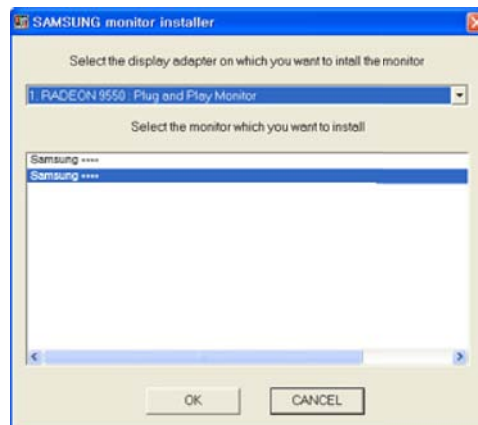 SAMSUNG monitor installer
Select the display adapter on which you want to intall the monitor
1. RADEON 9550 : Plug and Play Monitor
Select the monitor which you want to install
Samsung ****
Samsung ****
OK
CANCEL